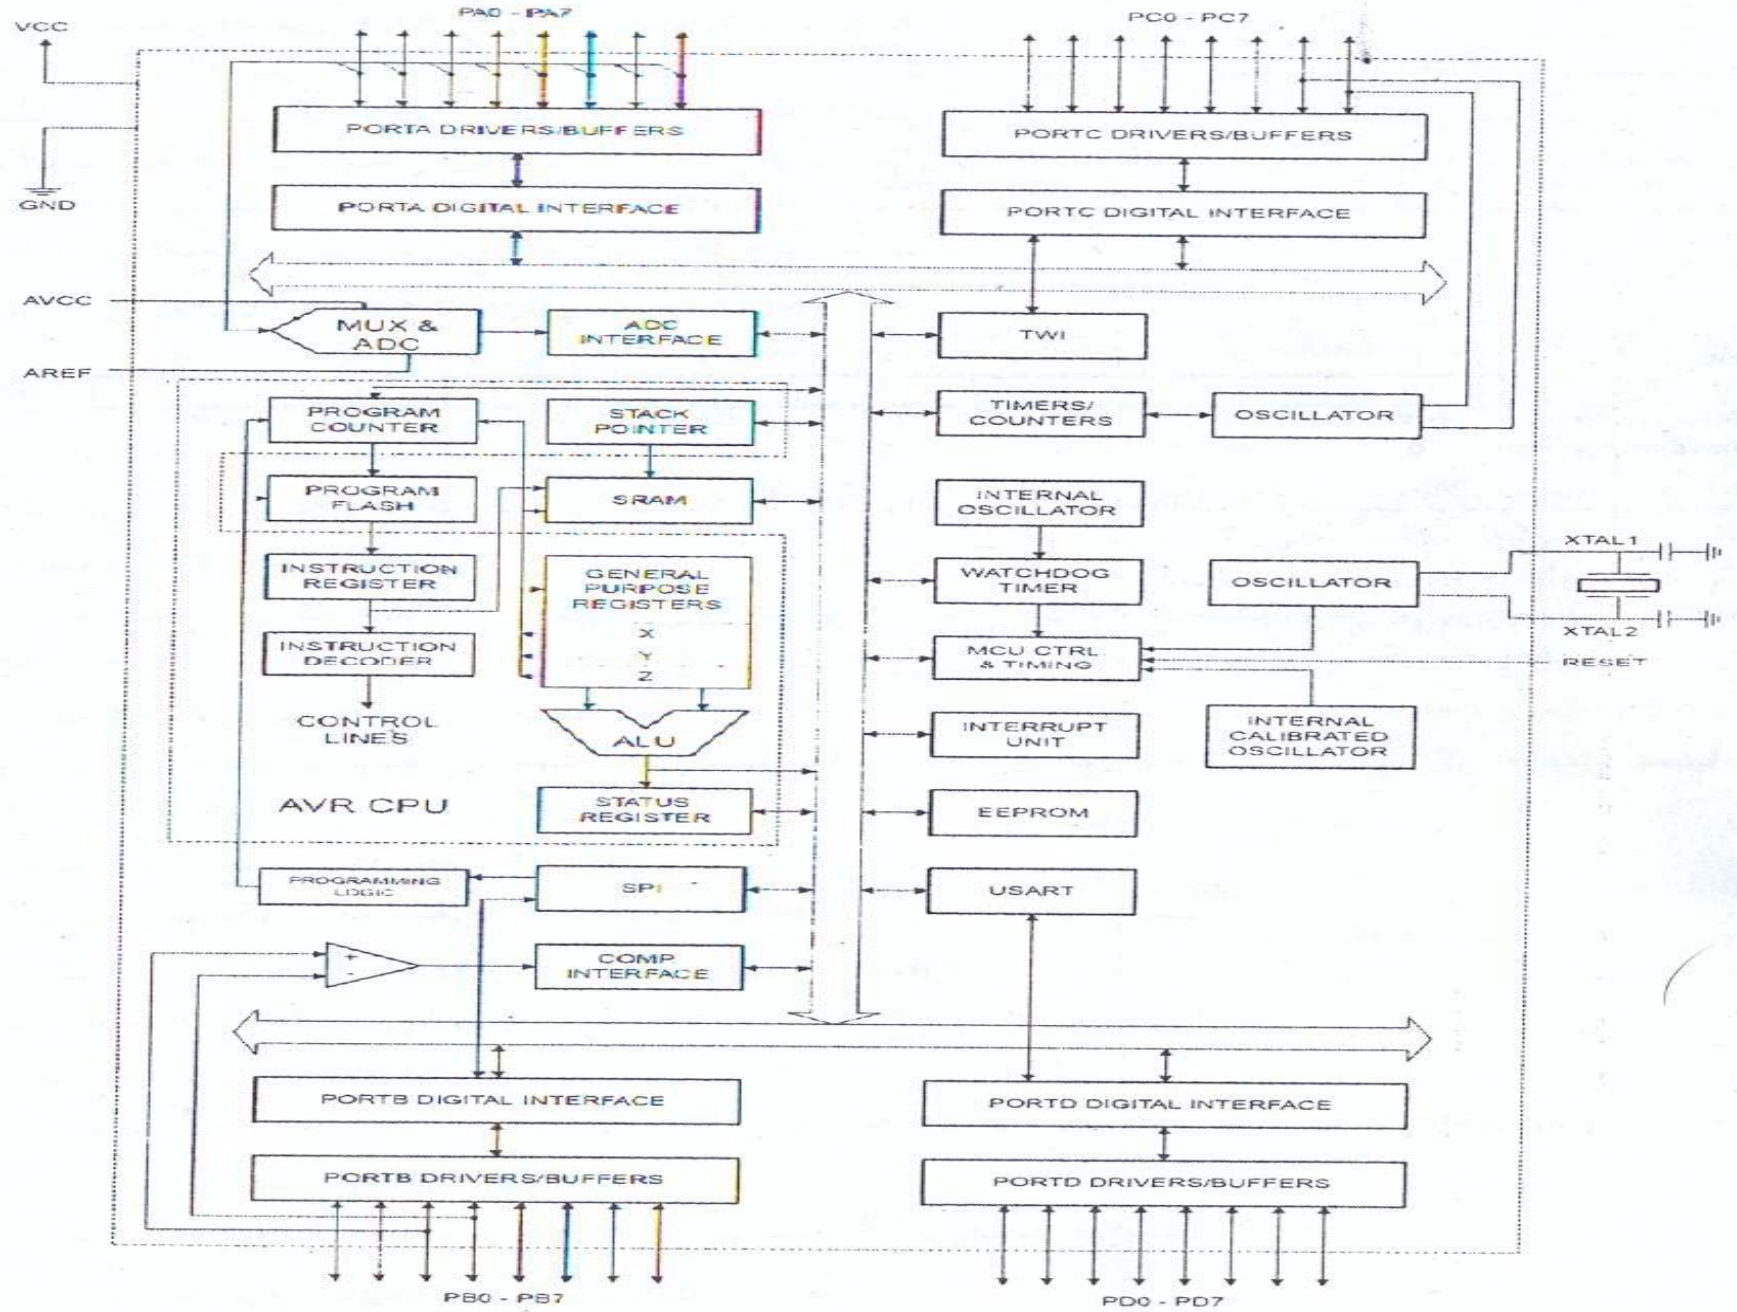 PA0 - PA7
PC0 - PC7
VCC
PORTA DRIVERS/BUFFERS
PORTC DRIVERS/BUFFERS
GND
PORTA DIGITAL INTERFACE
PORTC DIGITAL INTERFACE
AVCC
MUX &
ADC
ADC
INTERFACE
TWI
AREF
PROGRAM
COUNTER
STACK
POINTER
TIMERS/
COUNTERS
OSCILLATOR
PROGRAM
FLASH
SRAM
INTERNAL
OSCILLATOR
XTAL1
INSTRUCTION
REGISTER
GENERAL
PURPOSE
REGISTERS
X
Y
Z
WATCHDOG
TIMER
OSCILLATOR
XTAL2
INSTRUCTION
DECODER
MCU CTRL
& TIMING
RESET
CONTROL
LINES
ALU
INTERRUPT
UNIT
INTERNAL
CALIBRATED
OSCILLATOR
AVR CPU
STATUS
REGISTER
EEPROM
PROGRAMMING
LOGIC
SPI
USART
+
-
COMP.
INTERFACE
PORTB DIGITAL INTERFACE
PORTD DIGITAL INTERFACE
PORTB DRIVERS/BUFFERS
PORTD DRIVERS/BUFFERS
PB0 - PB7
PD0 - PD7